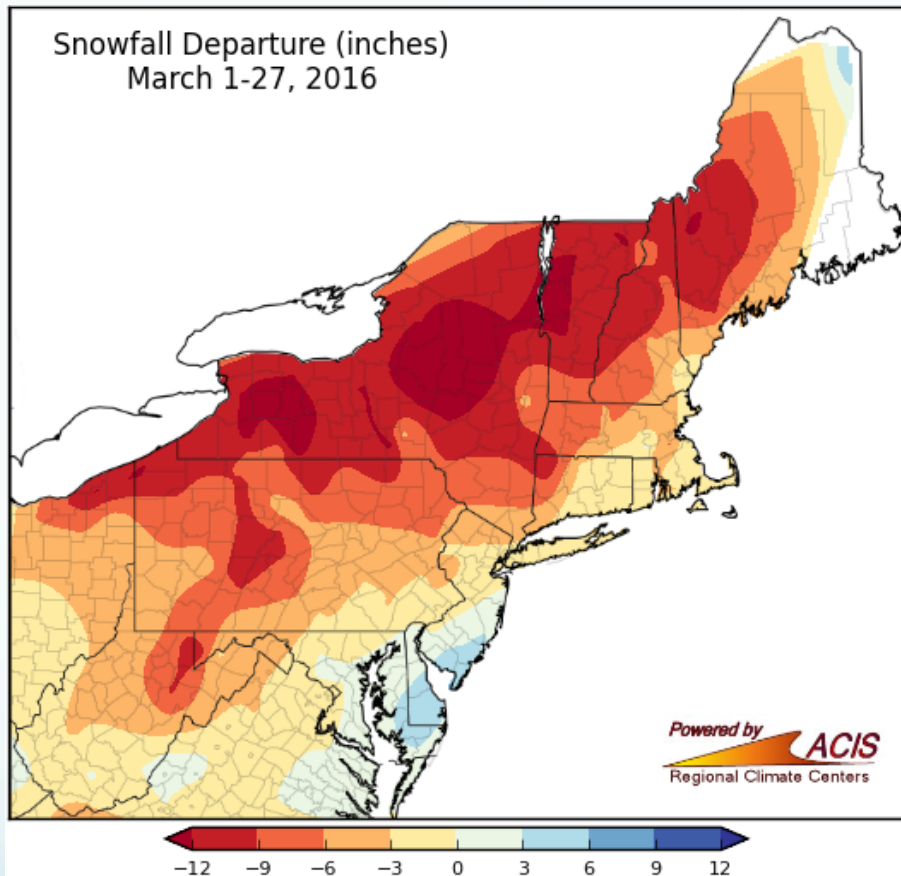 Snowfall Departure (inches)
March 1-27, 2016
Powered by
ACIS
Regional Climate Centers
−12 −9 −6 −3 0 3 6 9 12